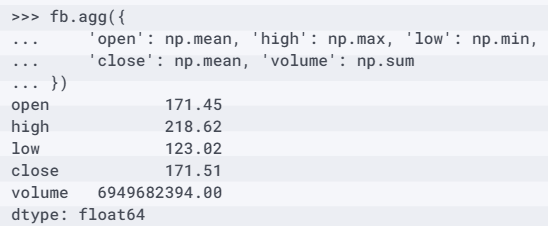 >>> fb.agg({
...     'open': np.mean, 'high': np.max, 'low': np.min,
...     'close': np.mean, 'volume': np.sum
... })
open            171.45
high            218.62
low             123.02
close           171.51
volume   6949682394.00
dtype: float64